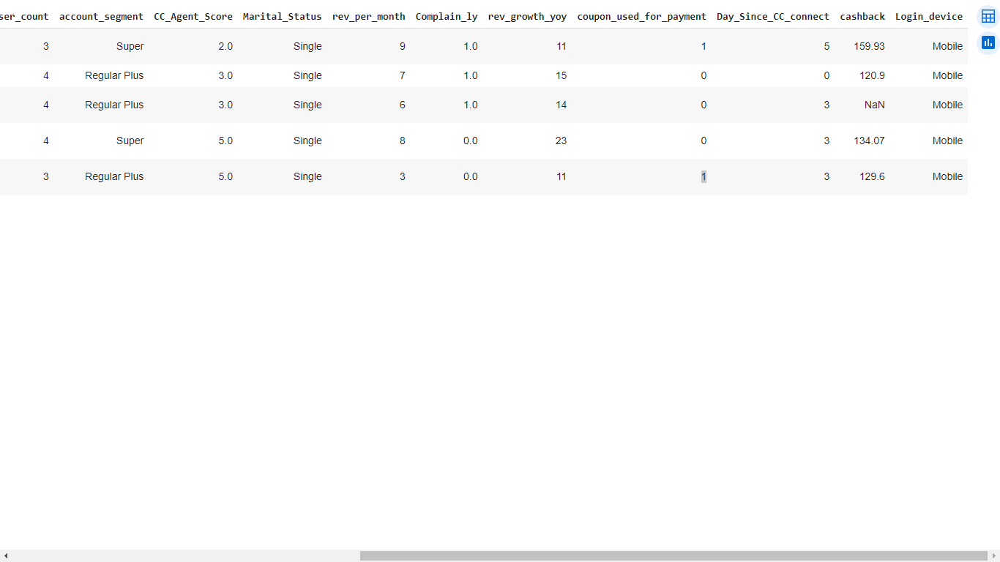 ser_count account_segment CC_Agent_Score Marital_Status rev_per_month Complain_ly rev_growth_yoy coupon_used_for_payment Day_Since_CC_connect cashback Login_device
3 Super 2.0 Single 9 1.0 11 1 5 159.93 Mobile
4 Regular Plus 3.0 Single 7 1.0 15 0 0 120.9 Mobile
4 Regular Plus 3.0 Single 6 1.0 14 0 3 NaN Mobile
4 Super 5.0 Single 8 0.0 23 0 3 134.07 Mobile
3 Regular Plus 5.0 Single 3 0.0 11 1 3 129.6 Mobile